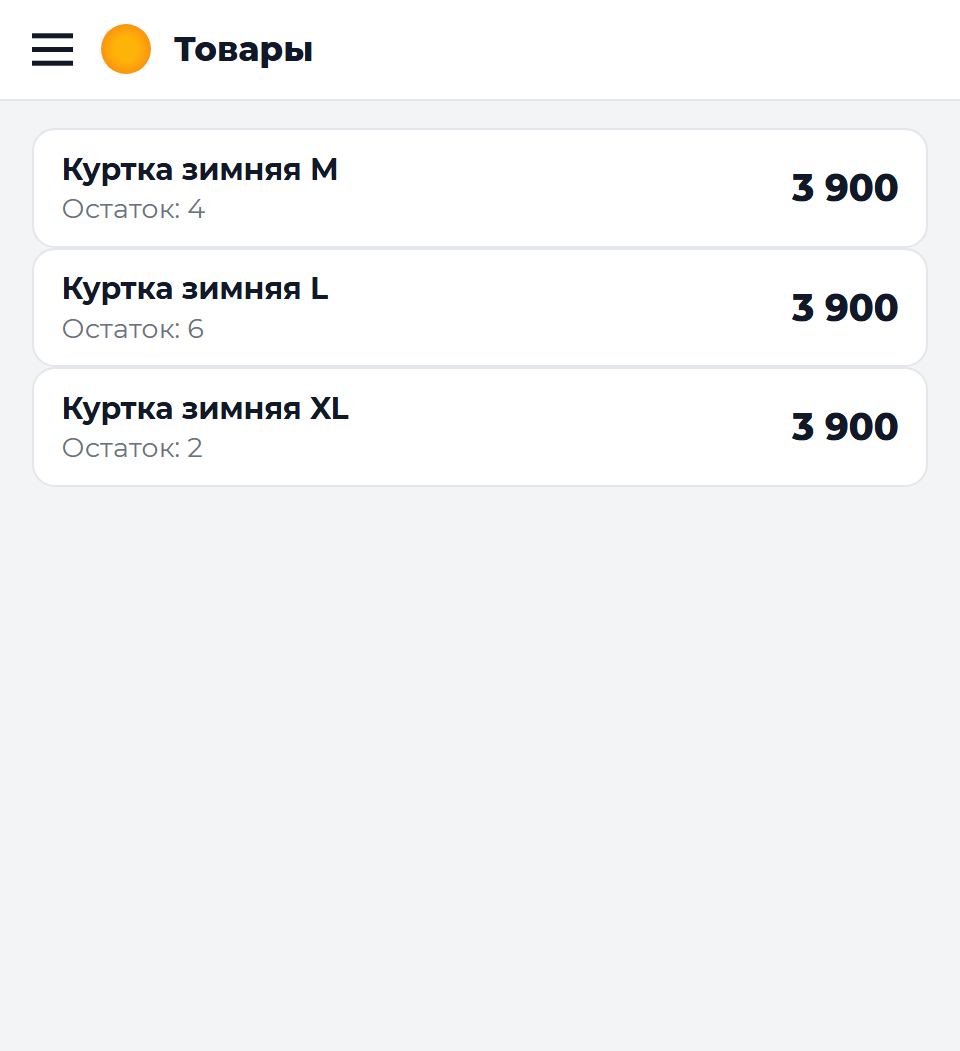 Товары
Куртка зимняя M
Остаток: 4
3 900
Куртка зимняя L
Остаток: 6
3 900
Куртка зимняя XL
Остаток: 2
3 900